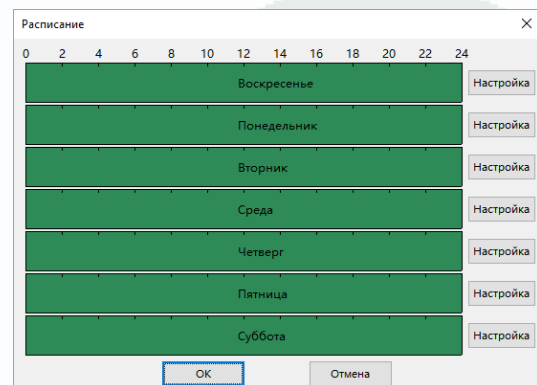 Расписание
0 2 4 6 8 10 12 14 16 18 20 22 24
Воскресенье Настройка
Понедельник Настройка
Вторник Настройка
Среда Настройка
Четверг Настройка
Пятница Настройка
Суббота Настройка
ОК Отмена